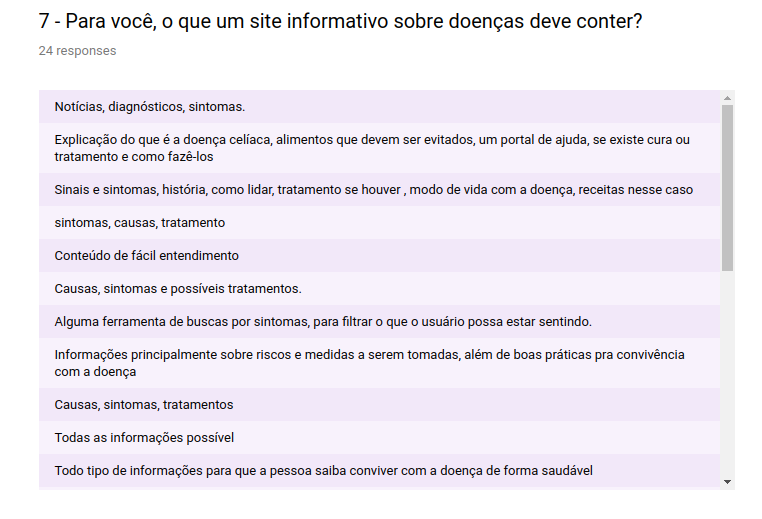 7 - Para você, o que um site informativo sobre doenças deve conter?
24 responses
Notícias, diagnósticos, sintomas.
Explicação do que é a doença celíaca, alimentos que devem ser evitados, um portal de ajuda, se existe cura ou
tratamento e como fazê-los
Sinais e sintomas, história, como lidar, tratamento se houver , modo de vida com a doença, receitas nesse caso
sintomas, causas, tratamento
Conteúdo de fácil entendimento
Causas, sintomas e possíveis tratamentos.
Alguma ferramenta de buscas por sintomas, para filtrar o que o usuário possa estar sentindo.
Informações principalmente sobre riscos e medidas a serem tomadas, além de boas práticas pra convivência
com a doença
Causas, sintomas, tratamentos
Todas as informações possível
Todo tipo de informações para que a pessoa saiba conviver com a doença de forma saudável